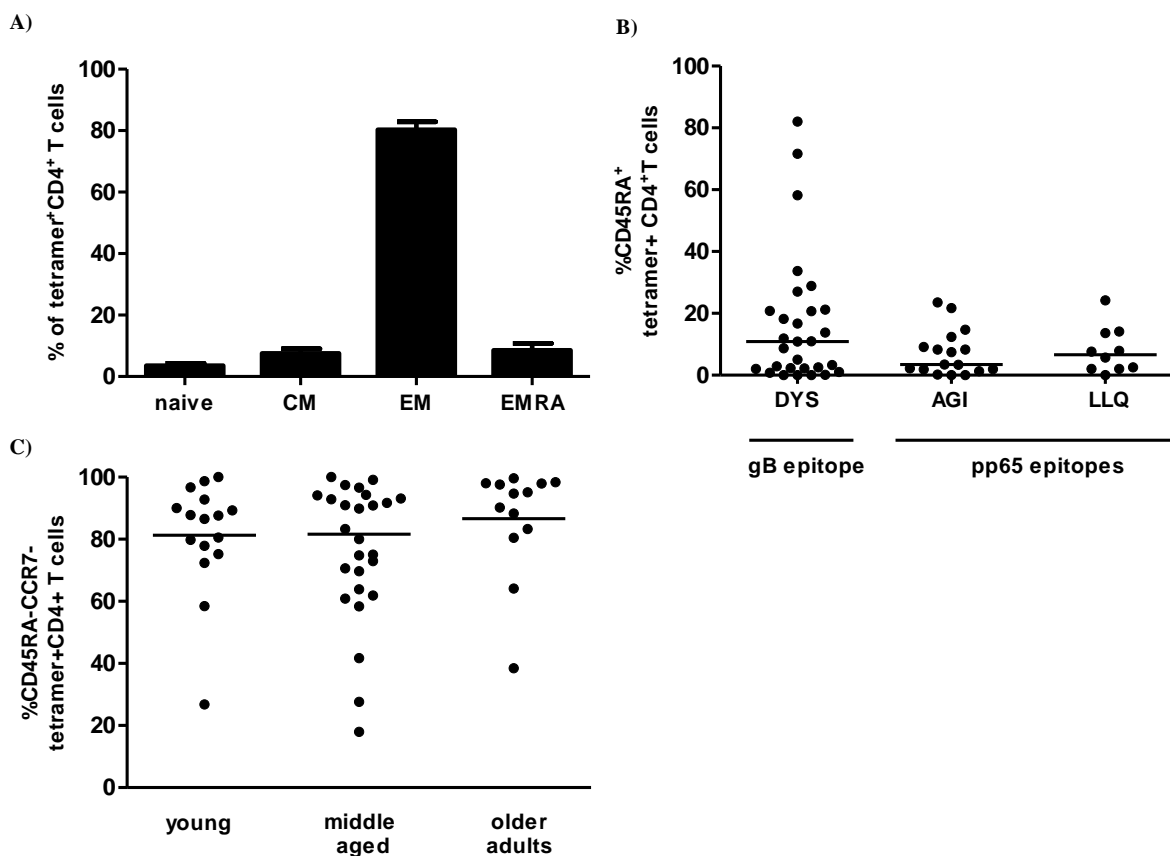 A)
% of tetramer+CD4+ T cells
100
80
60
40
20
0
naive CM EM EMRA
B)
%CD45RA+
tetramer+ CD4+T cells
100
80
60
40
20
0
DYS AGI LLQ
gB epitope pp65 epitopes
C)
%CD45RA-CCR7-
tetramer+CD4+ T cells
100
80
60
40
20
0
young middle older
aged adults